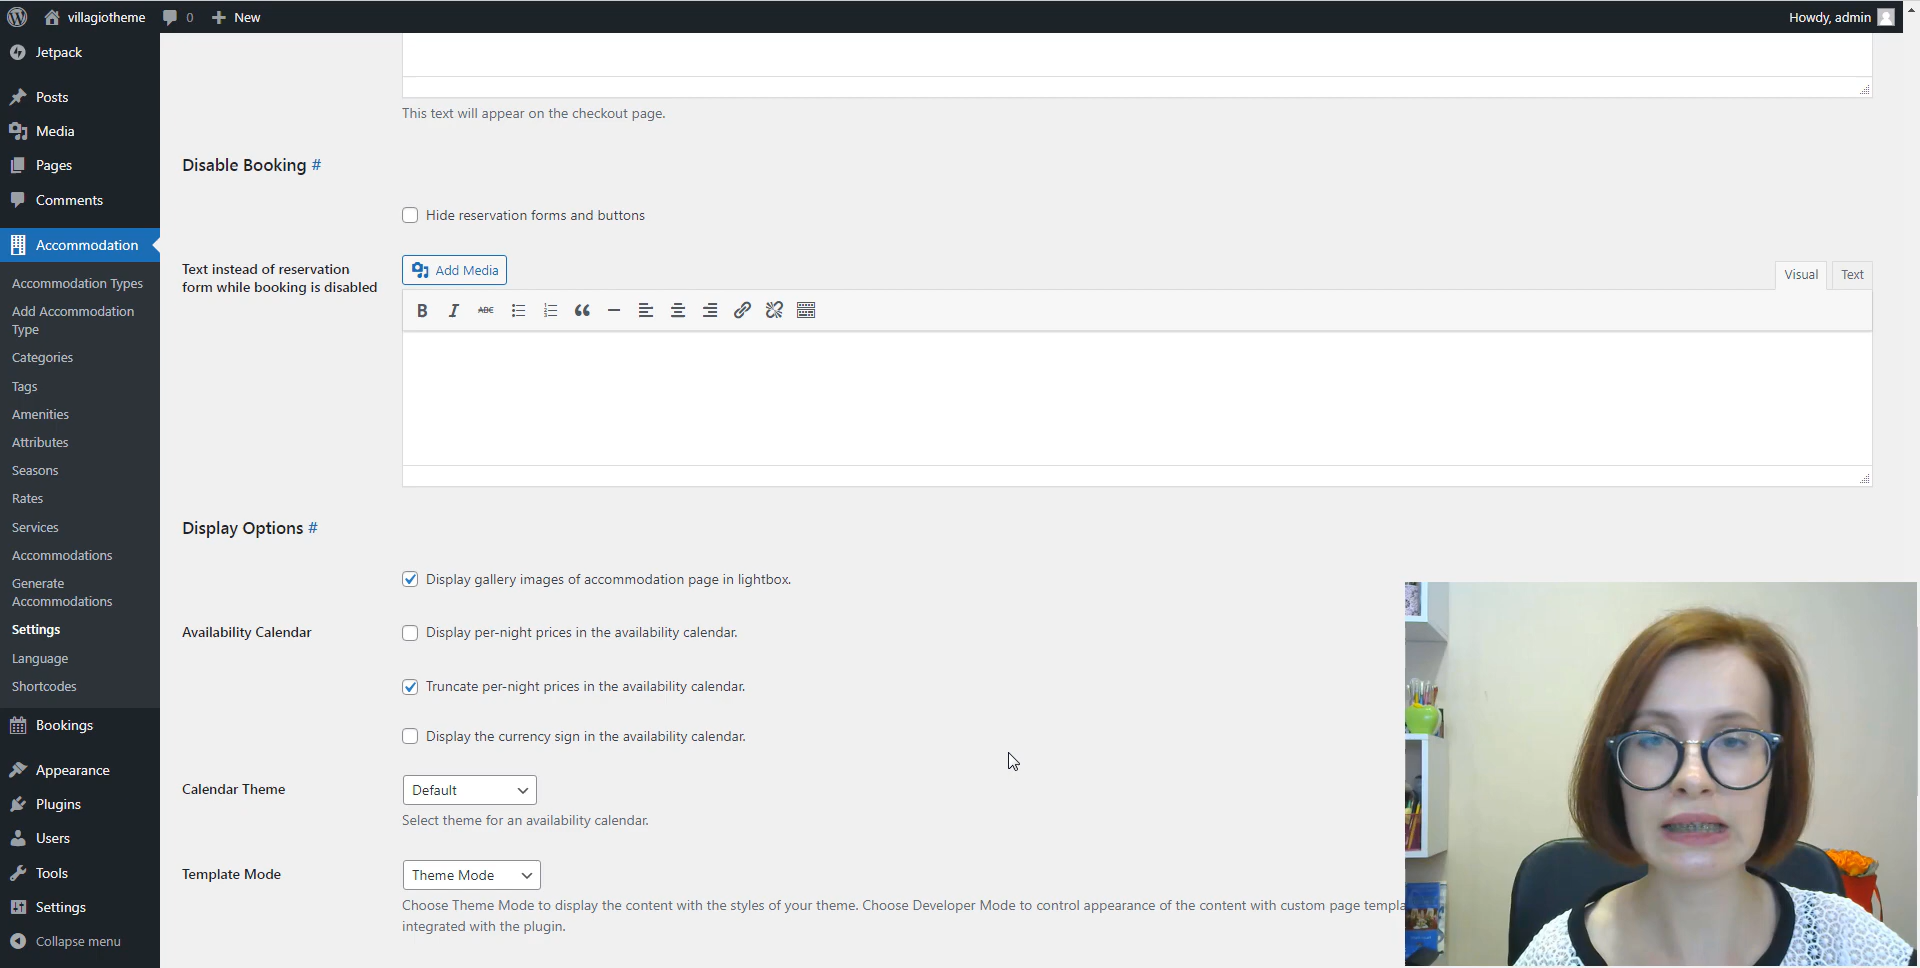 villagiotheme 0 New Howdy, admin
Jetpack
Posts
Media
Pages
Comments
Accommodation
Accommodation Types
Add Accommodation
Type
Categories
Tags
Amenities
Attributes
Seasons
Rates
Services
Accommodations
Generate
Accommodations
Settings
Language
Shortcodes
Bookings
Appearance
Plugins
Users
Tools
Settings
Collapse menu
This text will appear on the checkout page.
Disable Booking #
Hide reservation forms and buttons
Text instead of reservation
form while booking is disabled
Add Media
Visual Text
B I ABC
Display Options #
Display gallery images of accommodation page in lightbox.
Availability Calendar
Display per-night prices in the availability calendar.
Truncate per-night prices in the availability calendar.
Display the currency sign in the availability calendar.
Calendar Theme
Default
Select theme for an availability calendar.
Template Mode
Theme Mode
Choose Theme Mode to display the content with the styles of your theme. Choose Developer Mode to control appearance of the content with custom page templa
integrated with the plugin.